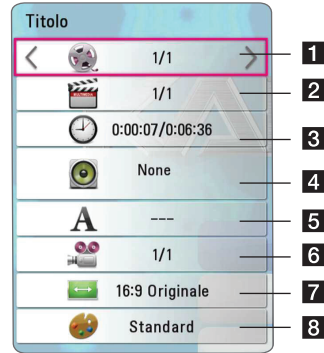 Titolo
1/1 1
1/1 2
0:00:07/0:06:36 3
None 4
A --- 5
1/1 6
16:9 Originale 7
Standard 8